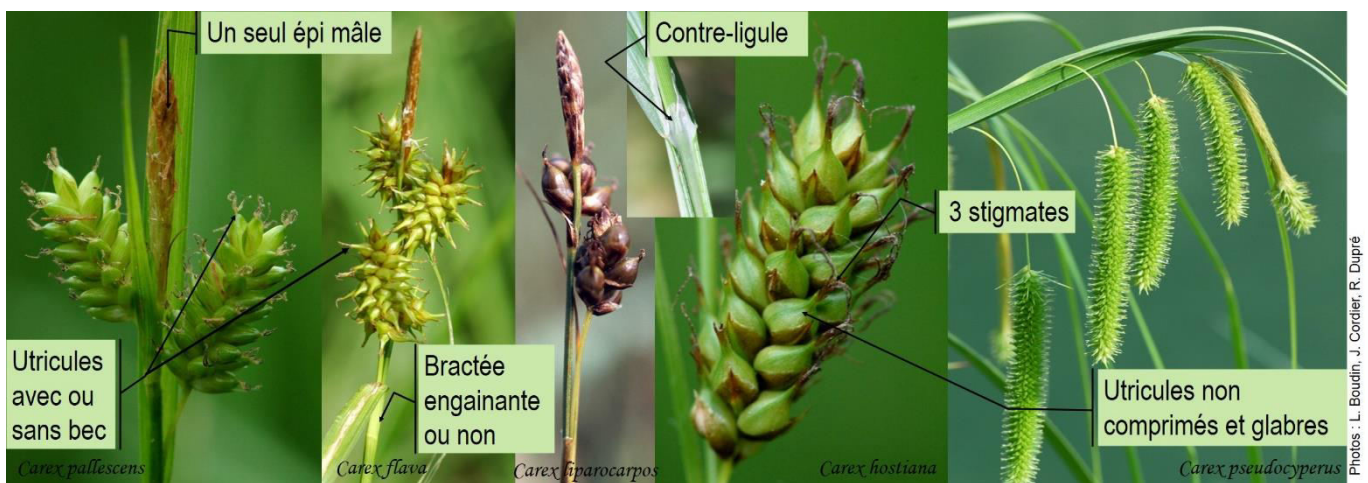 Un seul épi mâle
Contre-ligule
3 stigmates
Utricules
avec ou
sans bec
Bractée
engainante
ou non
Utricules non
comprimés et glabres
Carex pallescens
Carex flava
Carex liparocarpos
Carex hostiana
Carex pseudocyperus
Photos : L. Boudin, J. Cordier, R. Dupré